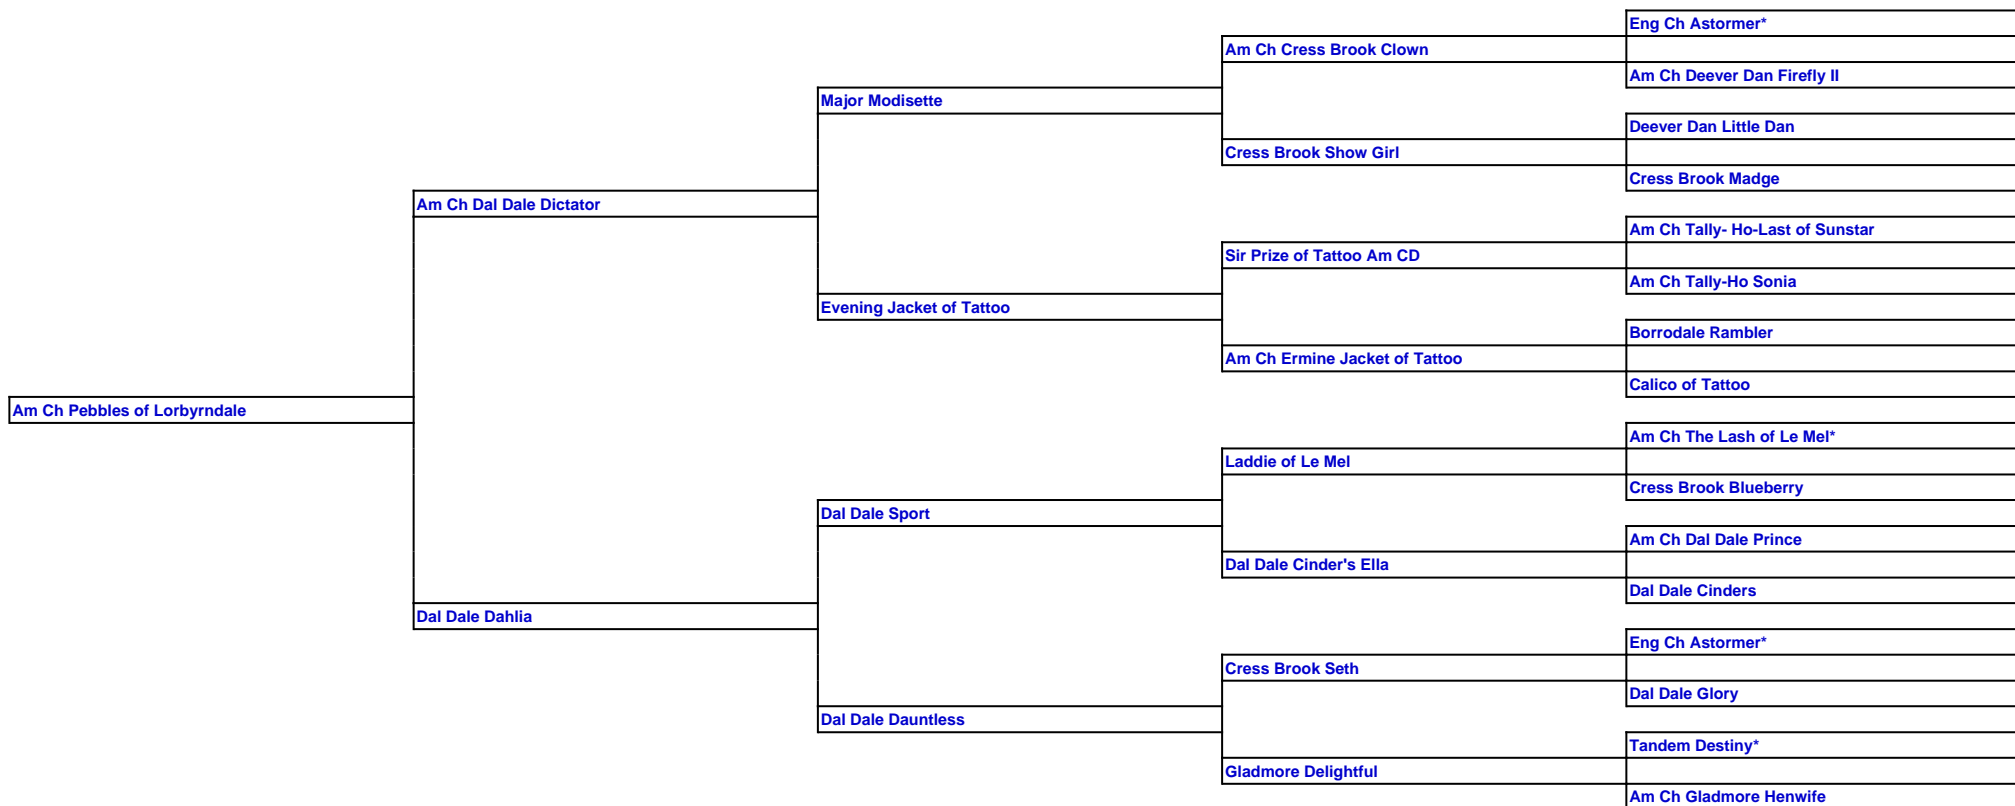 Eng Ch Astormer*
Am Ch Cress Brook Clown
Am Ch Deever Dan Firefly II
Major Modisette
Deever Dan Little Dan
Cress Brook Show Girl
Cress Brook Madge
Am Ch Dal Dale Dictator
Am Ch Tally- Ho-Last of Sunstar
Sir Prize of Tattoo Am CD
Am Ch Tally-Ho Sonia
Evening Jacket of Tattoo
Borrodale Rambler
Am Ch Ermine Jacket of Tattoo
Calico of Tattoo
Am Ch Pebbles of Lorbyrndale
Am Ch The Lash of Le Mel*
Laddie of Le Mel
Cress Brook Blueberry
Dal Dale Sport
Am Ch Dal Dale Prince
Dal Dale Cinder's Ella
Dal Dale Cinders
Dal Dale Dahlia
Eng Ch Astormer*
Cress Brook Seth
Dal Dale Glory
Dal Dale Dauntless
Tandem Destiny*
Gladmore Delightful
Am Ch Gladmore Henwife